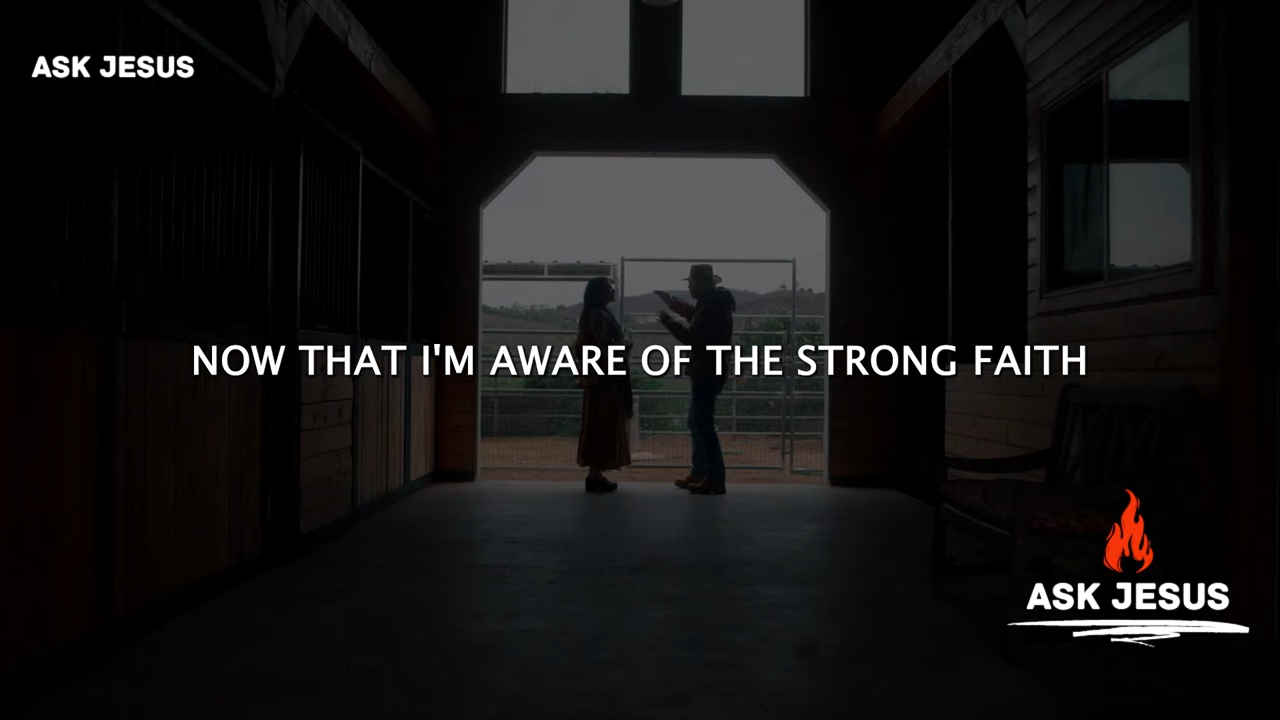 ASK JESUS
NOW THAT I'M AWARE OF THE STRONG FAITH
ASK JESUS